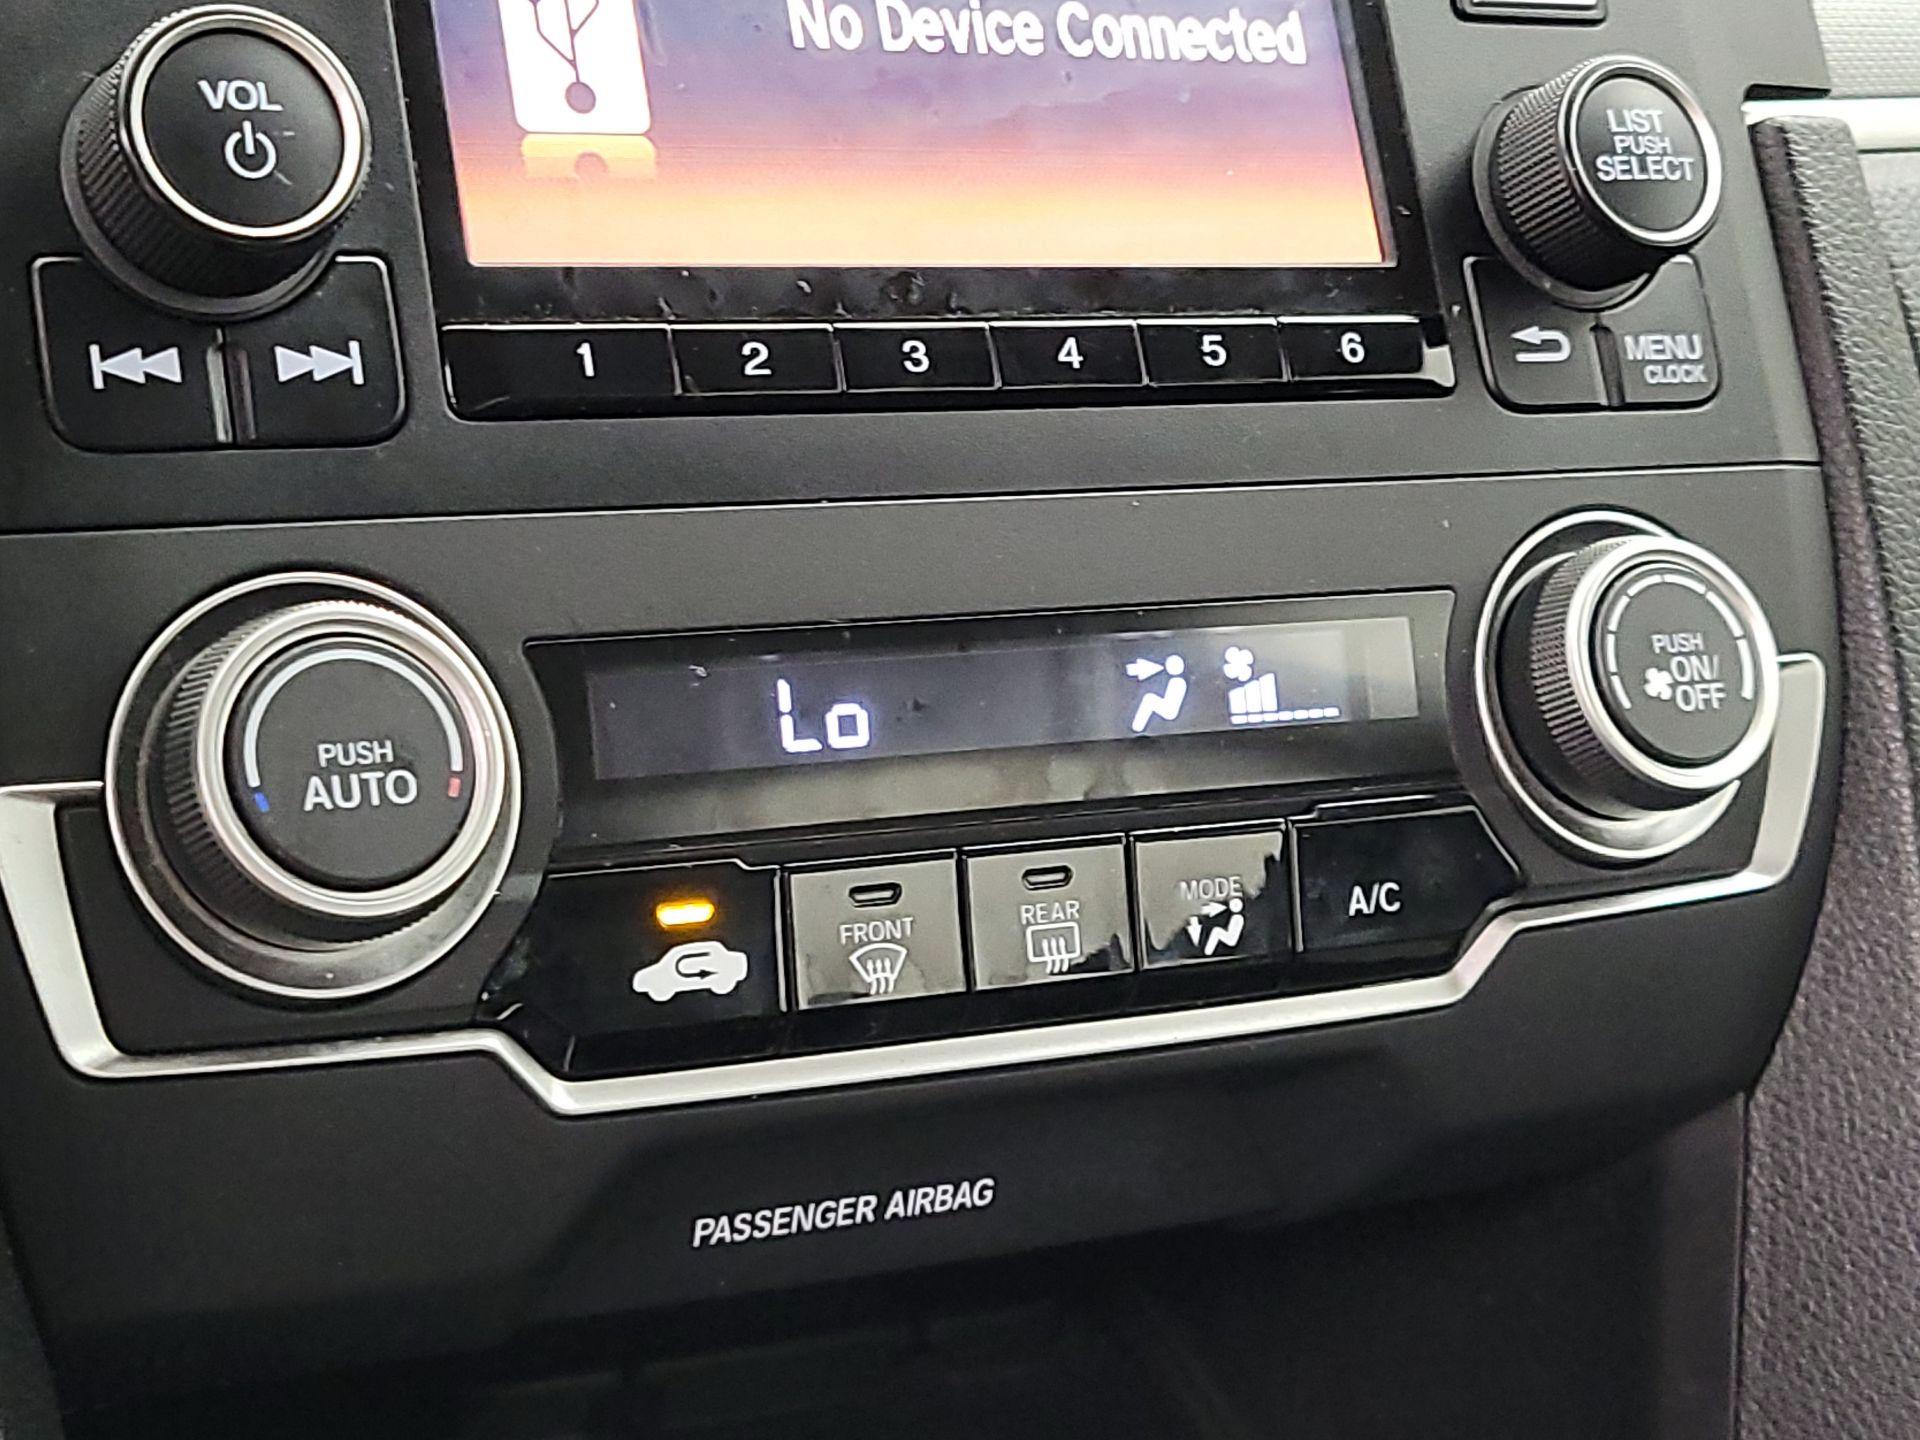 No Device Connected
VOL
LIST
PUSH
SELECT
1 2 3 4 5 6
MENU
CLOCK
PUSH
AUTO
Lo
PUSH
ON/
OFF
FRONT
REAR
MODE
A/C
PASSENGER AIRBAG